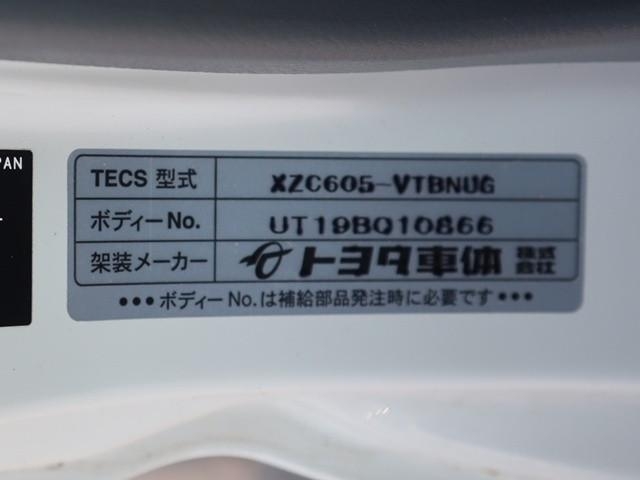 PAN
TECS 型式 XZC605-VTBNUG
ボディーNo. UT19BQ10866
架装メーカー トヨタ車体 株式会社
•••ボディーNo.は補給部品発注時に必要です•••